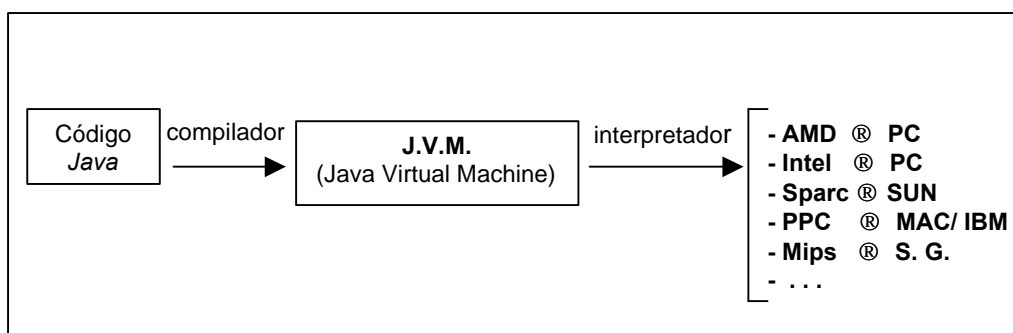 Código
Java
compilador
J.V.M.
(Java Virtual Machine)
interpretador
- AMD ® PC
- Intel ® PC
- Sparc ® SUN
- PPC ® MAC/ IBM
- Mips ® S. G.
- . . .